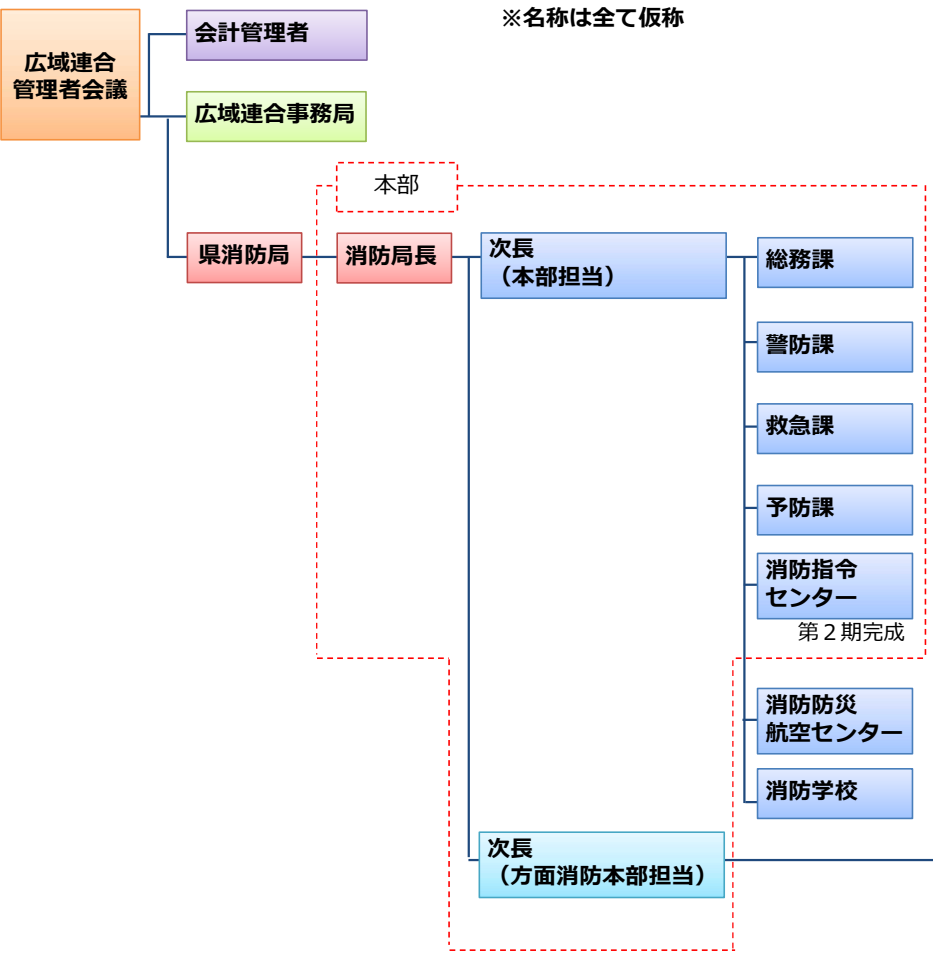 ※名称は全て仮称
会計管理者
広域連合
管理者会議
広域連合事務局
本部
県消防局
消防局長
次長
（本部担当）
総務課
警防課
救急課
予防課
消防指令
センター
第２期完成
消防防災
航空センター
消防学校
次長
（方面消防本部担当）